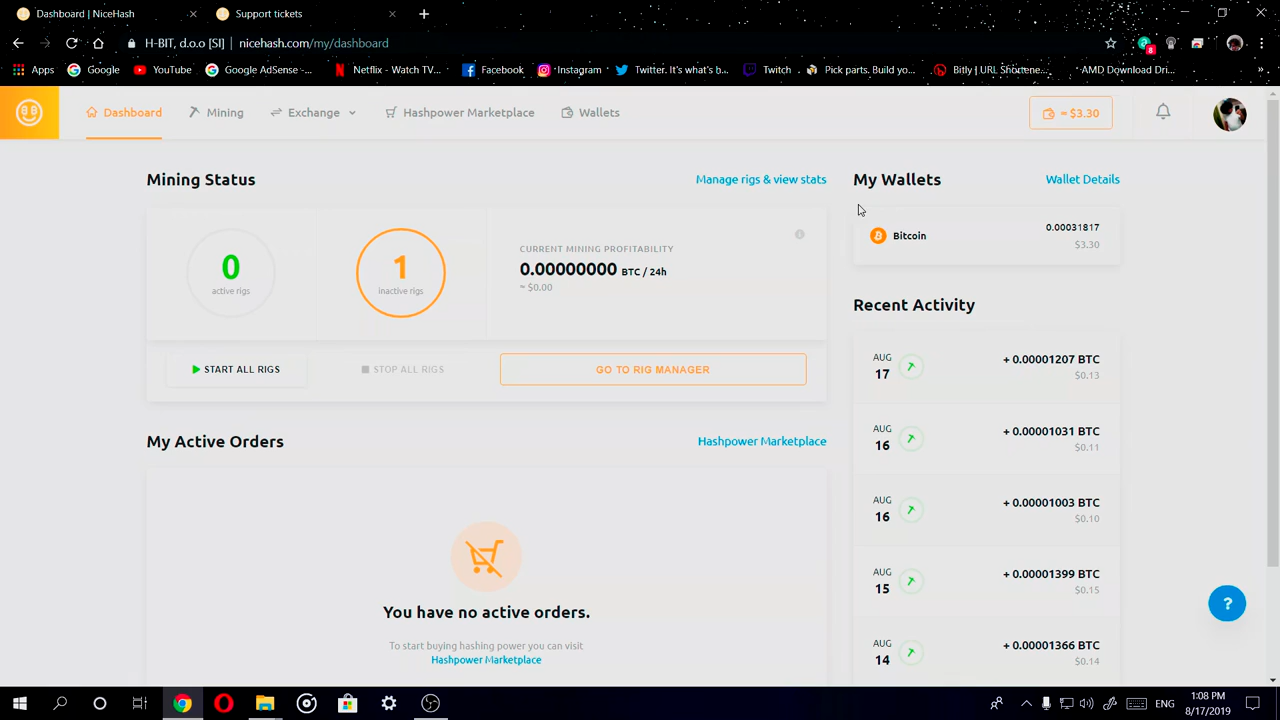 Dashboard | NiceHash
Support tickets
H-BIT, d.o.o [SI] | nicehash.com/my/dashboard
8
Apps
Google
YouTube
Google AdSense -...
Netflix - Watch TV...
Facebook
Instagram
Twitter. It's what's b...
Twitch
Pick parts. Build yo...
Bitly | URL Shortene...
AMD Download Dri...
»
Dashboard
Mining
Exchange
Hashpower Marketplace
Wallets
≈ $3.30
Mining Status
Manage rigs & view stats
0
active rigs
1
inactive rigs
CURRENT MINING PROFITABILITY
0.00000000 BTC / 24h
≈ $0.00
START ALL RIGS
STOP ALL RIGS
GO TO RIG MANAGER
My Active Orders
Hashpower Marketplace
You have no active orders.
To start buying hashing power you can visit
Hashpower Marketplace
My Wallets
Wallet Details
Bitcoin
0.00031817
$3.30
Recent Activity
AUG
17
+ 0.00001207 BTC
$0.13
AUG
16
+ 0.00001031 BTC
$0.11
AUG
16
+ 0.00001003 BTC
$0.10
AUG
15
+ 0.00001399 BTC
$0.15
AUG
14
+ 0.00001366 BTC
$0.14
?
ENG
1:08 PM
8/17/2019